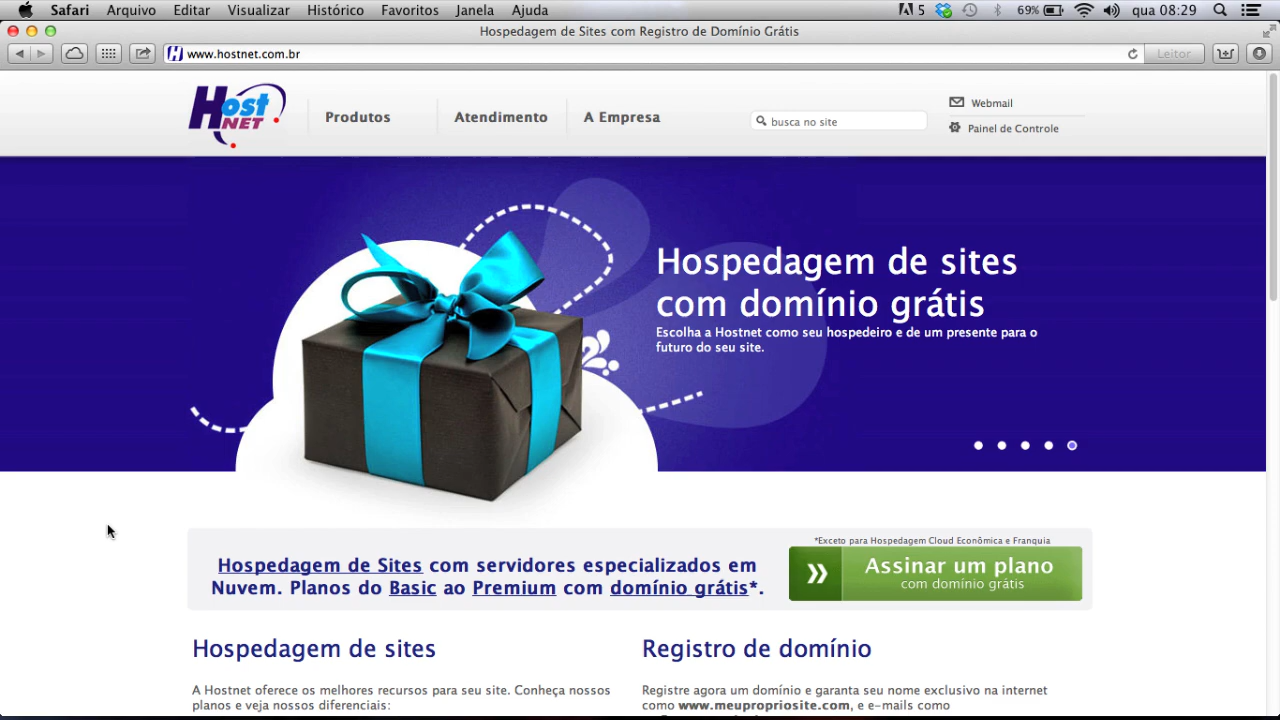 Safari Arquivo Editar Visualizar Histórico Favoritos Janela Ajuda 5 69% qua 08:29
Hospedagem de Sites com Registro de Domínio Grátis
www.hostnet.com.br Leitor
HOST NET
Produtos Atendimento A Empresa
busca no site
Webmail
Painel de Controle
Hospedagem de sites
com domínio grátis
Escolha a Hostnet como seu hospedeiro e de um presente para o
futuro do seu site.
*Exceto para Hospedagem Cloud Econômica e Franquia
Hospedagem de Sites com servidores especializados em
Nuvem. Planos do Basic ao Premium com domínio grátis*.
Assinar um plano
com domínio grátis
Hospedagem de sites
A Hostnet oferece os melhores recursos para seu site. Conheça nossos
planos e veja nossos diferenciais:
Registro de domínio
Registre agora um domínio e garanta seu nome exclusivo na internet
como www.meupropriosite.com, e e-mails como